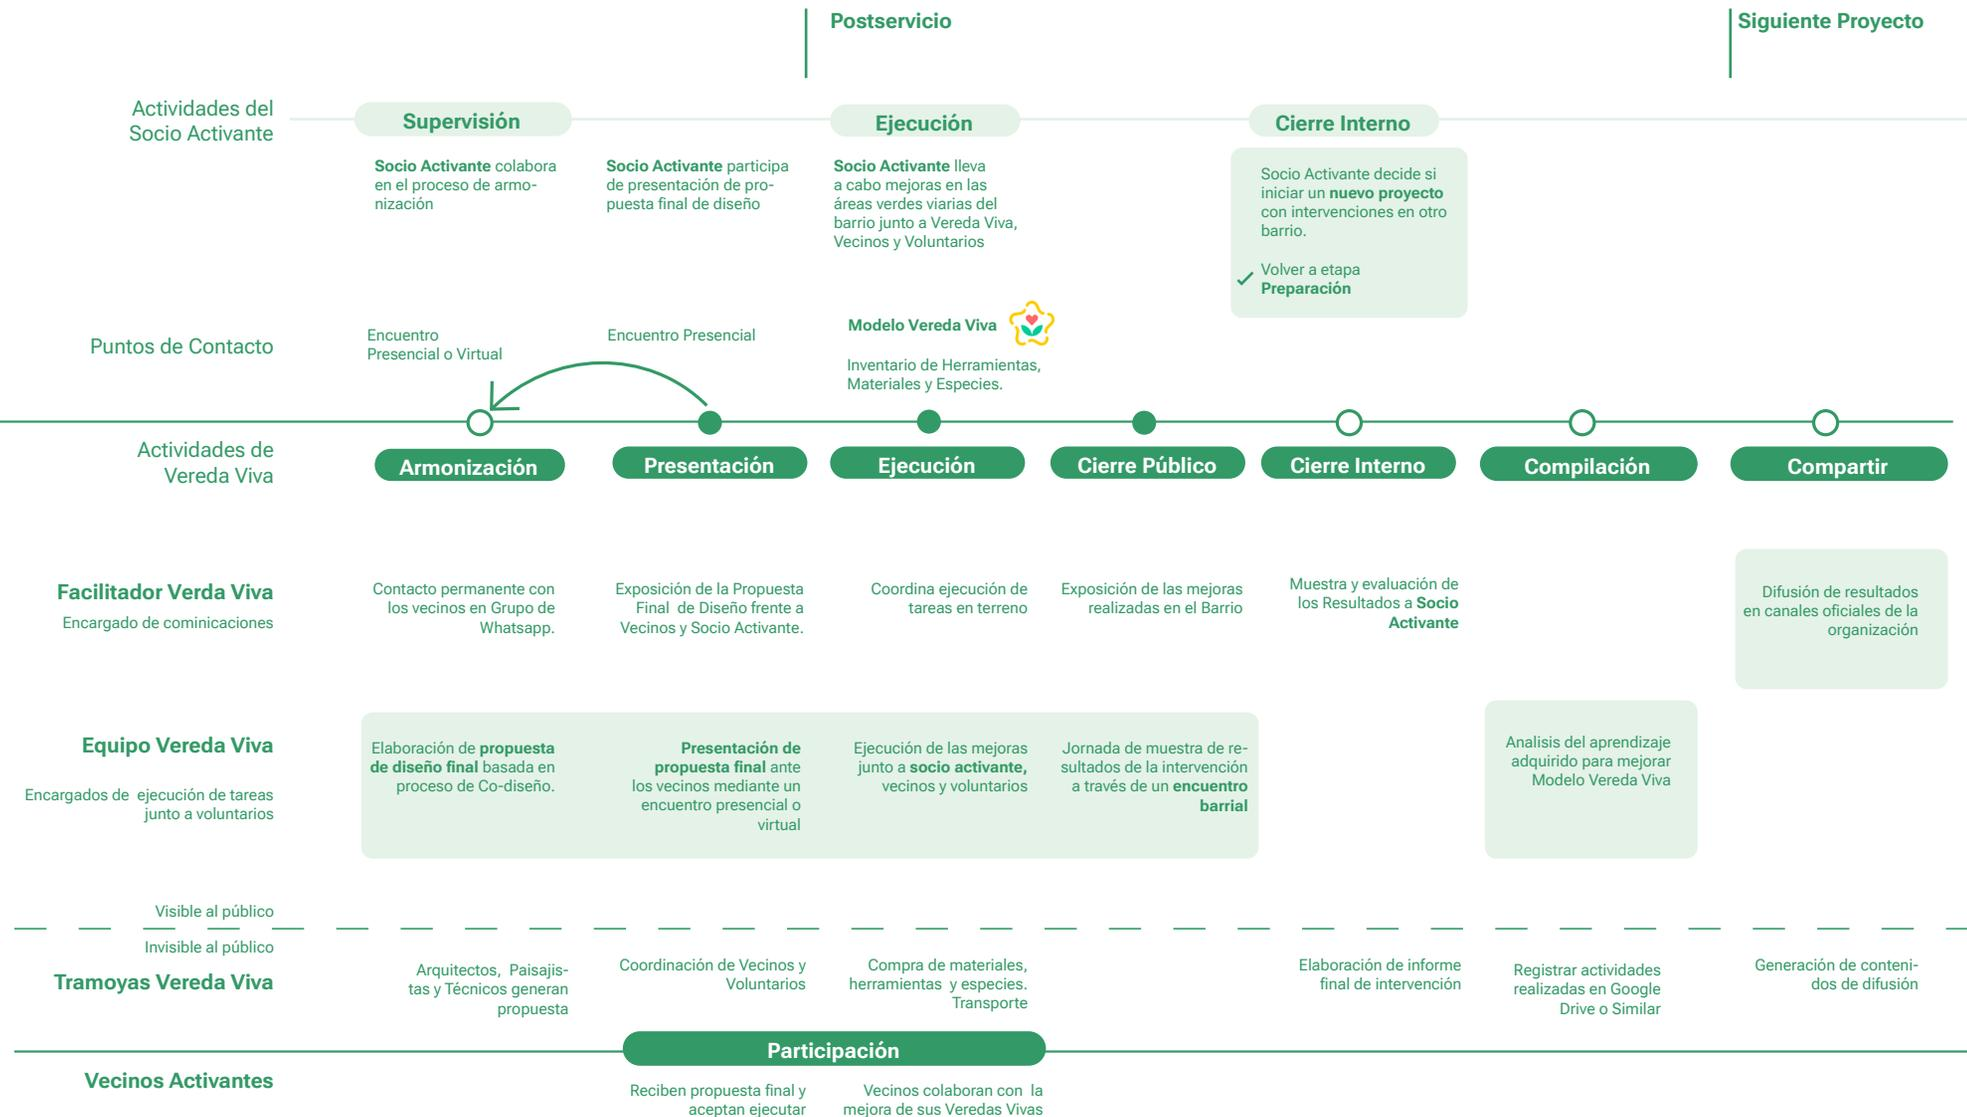 Postservicio
Siguiente Proyecto
Actividades del
Socio Activante
Supervisión
Ejecución
Cierre Interno
Socio Activante colabora
en el proceso de armo-
nización
Socio Activante participa
de presentación de pro-
puesta final de diseño
Socio Activante lleva
a cabo mejoras en las
áreas verdes viarias del
barrio junto a Vereda Viva,
Vecinos y Voluntarios
Socio Activante decide si
iniciar un nuevo proyecto
con intervenciones en otro
barrio.
Volver a etapa
Preparación
Puntos de Contacto
Encuentro
Presencial o Virtual
Encuentro Presencial
Modelo Vereda Viva
Inventario de Herramientas,
Materiales y Especies.
Actividades de
Vereda Viva
Armonización
Presentación
Ejecución
Cierre Público
Cierre Interno
Compilación
Compartir
Facilitador Verda Viva
Encargado de cominicaciones
Contacto permanente con
los vecinos en Grupo de
Whatsapp.
Exposición de la Propuesta
Final de Diseño frente a
Vecinos y Socio Activante.
Coordina ejecución de
tareas en terreno
Exposición de las mejoras
realizadas en el Barrio
Muestra y evaluación de
los Resultados a Socio
Activante
Difusión de resultados
en canales oficiales de la
organización
Equipo Vereda Viva
Encargados de ejecución de tareas
junto a voluntarios
Elaboración de propuesta
de diseño final basada en
proceso de Co-diseño.
Presentación de
propuesta final ante
los vecinos mediante un
encuentro presencial o
virtual
Ejecución de las mejoras
junto a socio activante,
vecinos y voluntarios
Jornada de muestra de re-
sultados de la intervención
a través de un encuentro
barrial
Analisis del aprendizaje
adquirido para mejorar
Modelo Vereda Viva
Visible al público
Invisible al público
Tramoyas Vereda Viva
Arquitectos, Paisajis-
tas y Técnicos generan
propuesta
Coordinación de Vecinos y
Voluntarios
Compra de materiales,
herramientas y especies.
Transporte
Elaboración de informe
final de intervención
Registrar actividades
realizadas en Google
Drive o Similar
Generación de conteni-
dos de difusión
Participación
Vecinos Activantes
Reciben propuesta final y
aceptan ejecutar
Vecinos colaboran con la
mejora de sus Veredas Vivas